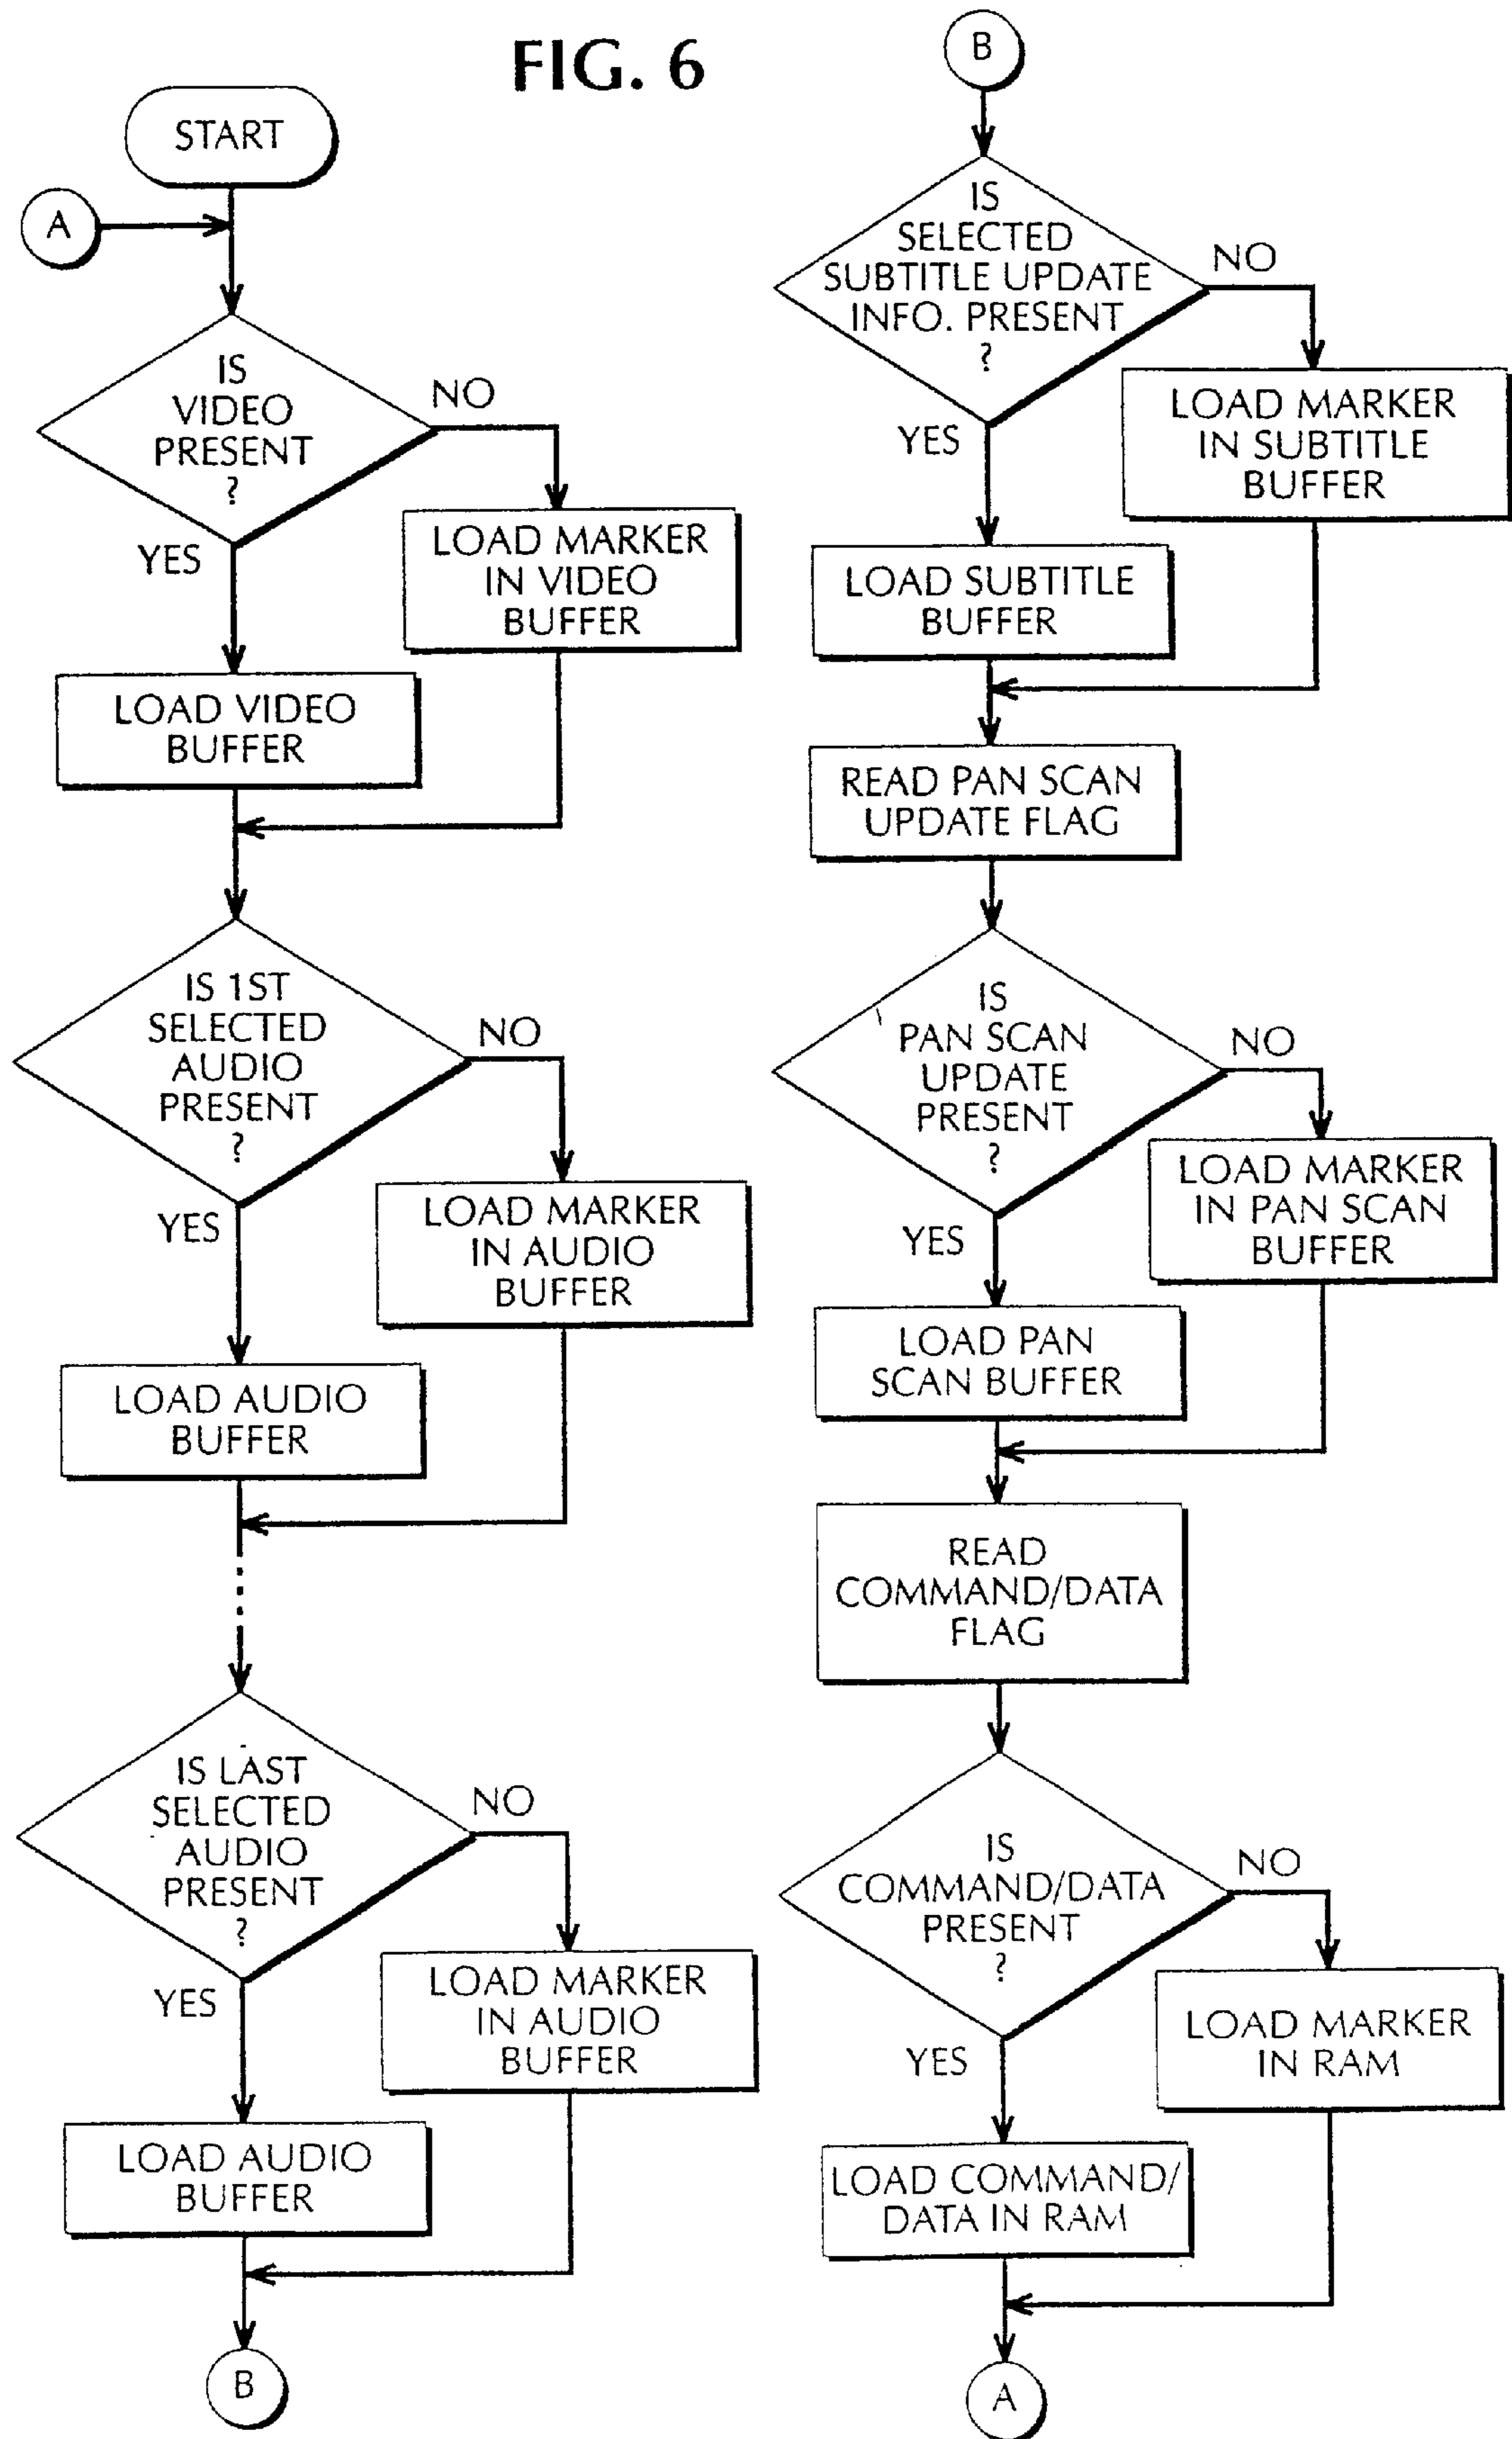 FIG. 6
START
A
IS
VIDEO
PRESENT
?
NO
YES
LOAD MARKER
IN VIDEO
BUFFER
LOAD VIDEO
BUFFER
IS 1ST
SELECTED
AUDIO
PRESENT
?
NO
YES
LOAD MARKER
IN AUDIO
BUFFER
LOAD AUDIO
BUFFER
IS LAST
SELECTED
AUDIO
PRESENT
?
NO
YES
LOAD MARKER
IN AUDIO
BUFFER
LOAD AUDIO
BUFFER
B
B
IS
SELECTED
SUBTITLE UPDATE
INFO. PRESENT
?
NO
YES
LOAD MARKER
IN SUBTITLE
BUFFER
LOAD SUBTITLE
BUFFER
READ PAN SCAN
UPDATE FLAG
IS
PAN SCAN
UPDATE
PRESENT
?
NO
YES
LOAD MARKER
IN PAN SCAN
BUFFER
LOAD PAN
SCAN BUFFER
READ
COMMAND/DATA
FLAG
IS
COMMAND/DATA
PRESENT
?
NO
YES
LOAD MARKER
IN RAM
LOAD COMMAND/
DATA IN RAM
A